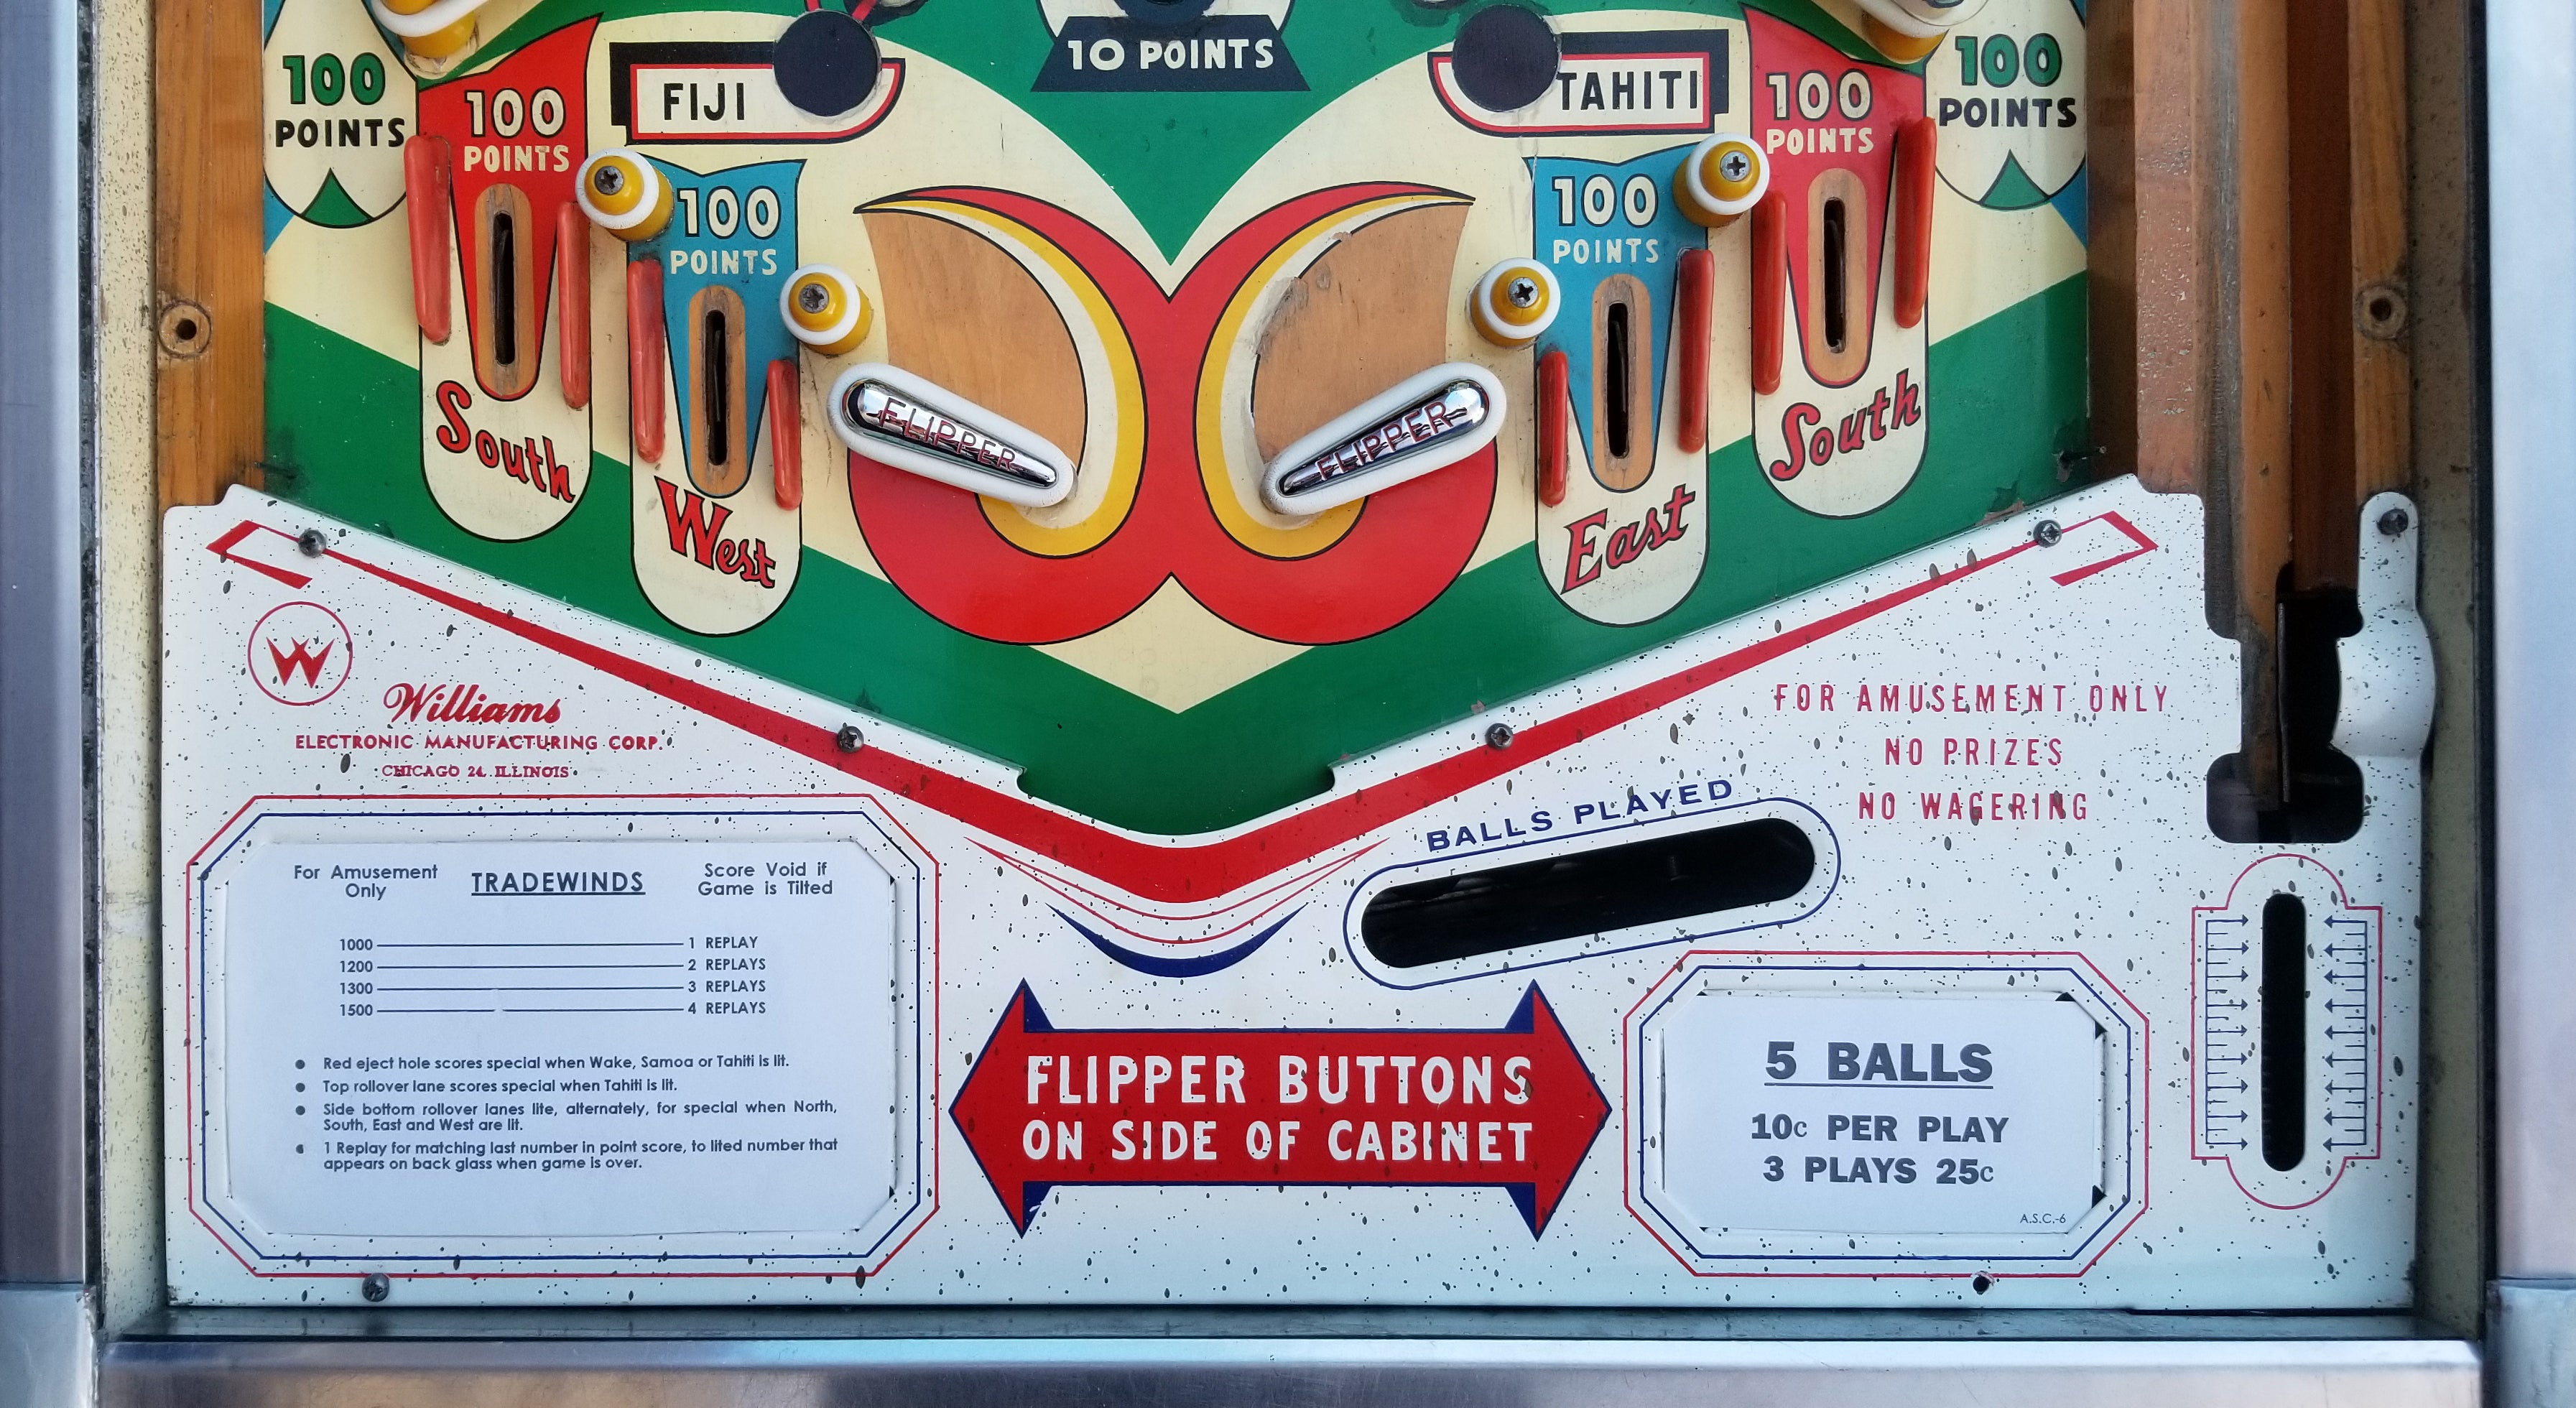 10 POINTS
100
POINTS
100
POINTS
FIJI
TAHITI
100
POINTS
100
POINTS
100
POINTS
100
POINTS
FLIPPER
FLIPPER
South
West
East
South
W
Williams
ELECTRONIC MANUFACTURING CORP.
CHICAGO 24, ILLINOIS
FOR AMUSEMENT ONLY
NO PRIZES
NO WAGERING
BALLS PLAYED
For Amusement
Only
TRADEWINDS
Score Void if
Game is Tilted
1000 1 REPLAY
1200 2 REPLAYS
1300 3 REPLAYS
1500 4 REPLAYS
Red eject hole scores special when Wake, Samoa or Tahiti is lit.
Top rollover lane scores special when Tahiti is lit.
Side bottom rollover lanes lite, alternately, for special when North,
South, East and West are lit.
1 Replay for matching last number in point score, to lited number that
appears on back glass when game is over.
FLIPPER BUTTONS
ON SIDE OF CABINET
5 BALLS
10c PER PLAY
3 PLAYS 25c
A.S.C.-6